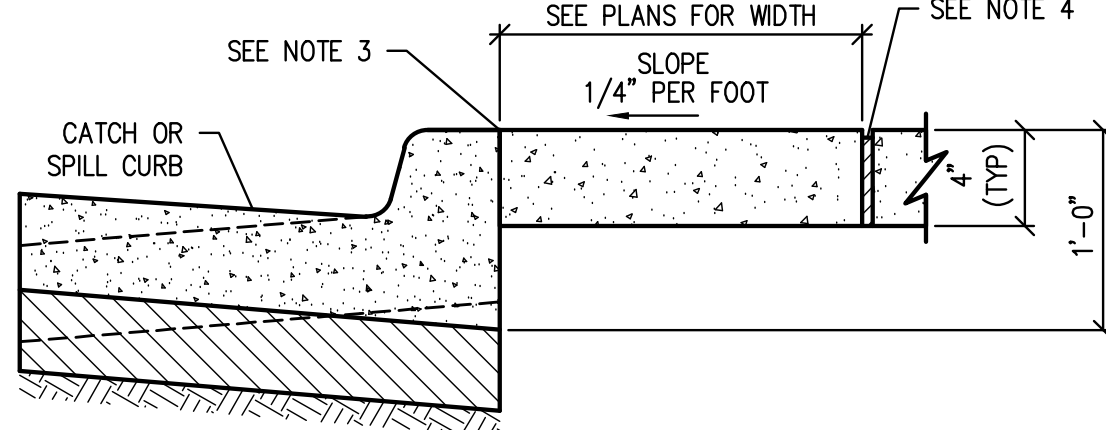 SEE PLANS FOR WIDTH
SEE NOTE 4
SEE NOTE 3
SLOPE
1/4" PER FOOT
CATCH OR
SPILL CURB
4"
(TYP)
1'-0"